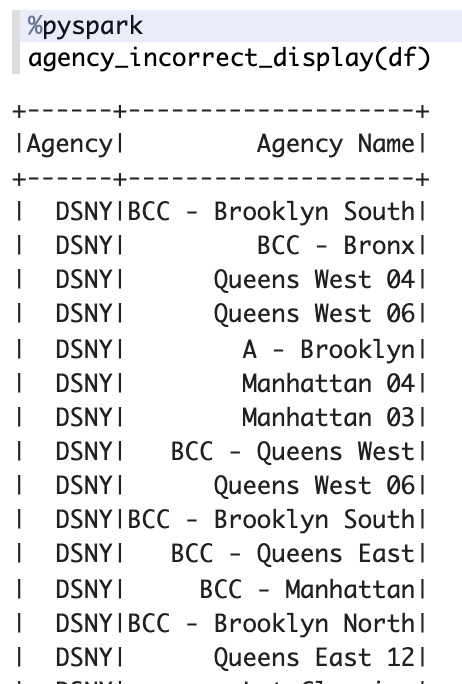 %pyspark
agency_incorrect_display(df)
+------+--------------------+
|Agency|         Agency Name|
+------+--------------------+
|  DSNY|BCC - Brooklyn South|
|  DSNY|         BCC - Bronx|
|  DSNY|      Queens West 04|
|  DSNY|      Queens West 06|
|  DSNY|        A - Brooklyn|
|  DSNY|        Manhattan 04|
|  DSNY|        Manhattan 03|
|  DSNY|   BCC - Queens West|
|  DSNY|      Queens West 06|
|  DSNY|BCC - Brooklyn South|
|  DSNY|   BCC - Queens East|
|  DSNY|     BCC - Manhattan|
|  DSNY|BCC - Brooklyn North|
|  DSNY|      Queens East 12|